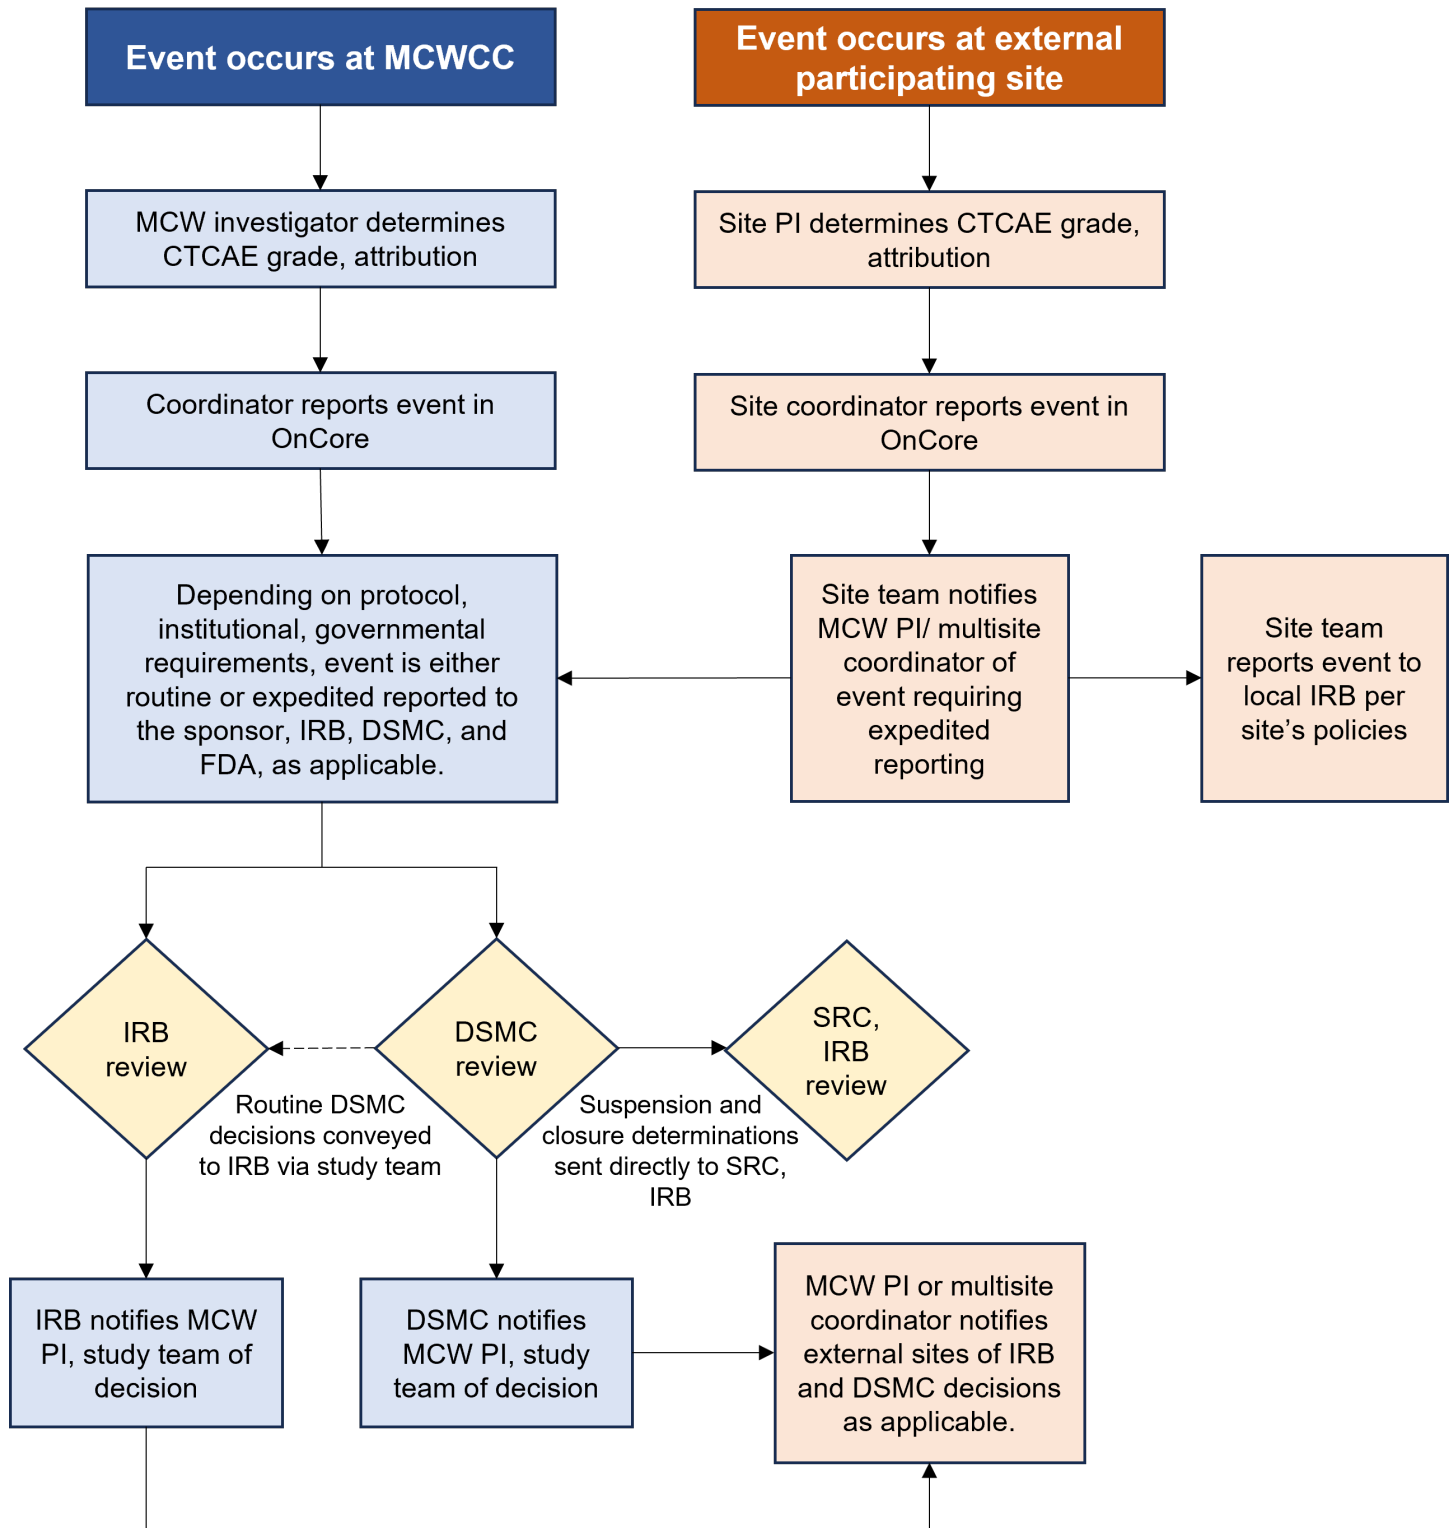 Event occurs at MCWCC
Event occurs at external
participating site
MCW investigator determines
CTCAE grade, attribution
Site PI determines CTCAE grade,
attribution
Coordinator reports event in
OnCore
Site coordinator reports event in
OnCore
Depending on protocol,
institutional, governmental
requirements, event is either
routine or expedited reported to
the sponsor, IRB, DSMC, and
FDA, as applicable.
Site team notifies
MCW PI/ multisite
coordinator of
event requiring
expedited
reporting
Site team
reports event to
local IRB per
site’s policies
IRB
review
DSMC
review
SRC,
IRB
review
Routine DSMC
decisions conveyed
to IRB via study team
Suspension and
closure determinations
sent directly to SRC,
IRB
IRB notifies MCW
PI, study team of
decision
DSMC notifies
MCW PI, study
team of decision
MCW PI or multisite
coordinator notifies
external sites of IRB
and DSMC decisions
as applicable.